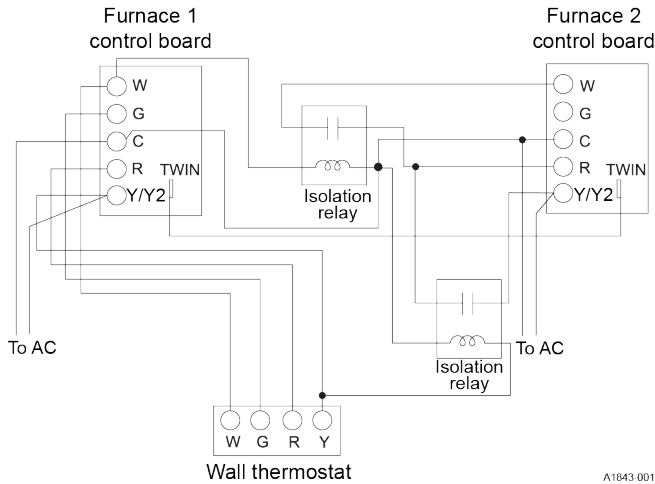 Furnace 1
control board
Furnace 2
control board
W
G
C
R
TWIN
Y/Y2
W
G
C
R
TWIN
Y/Y2
Isolation
relay
To AC
To AC
Isolation
relay
W G R Y
Wall thermostat
A1843-001